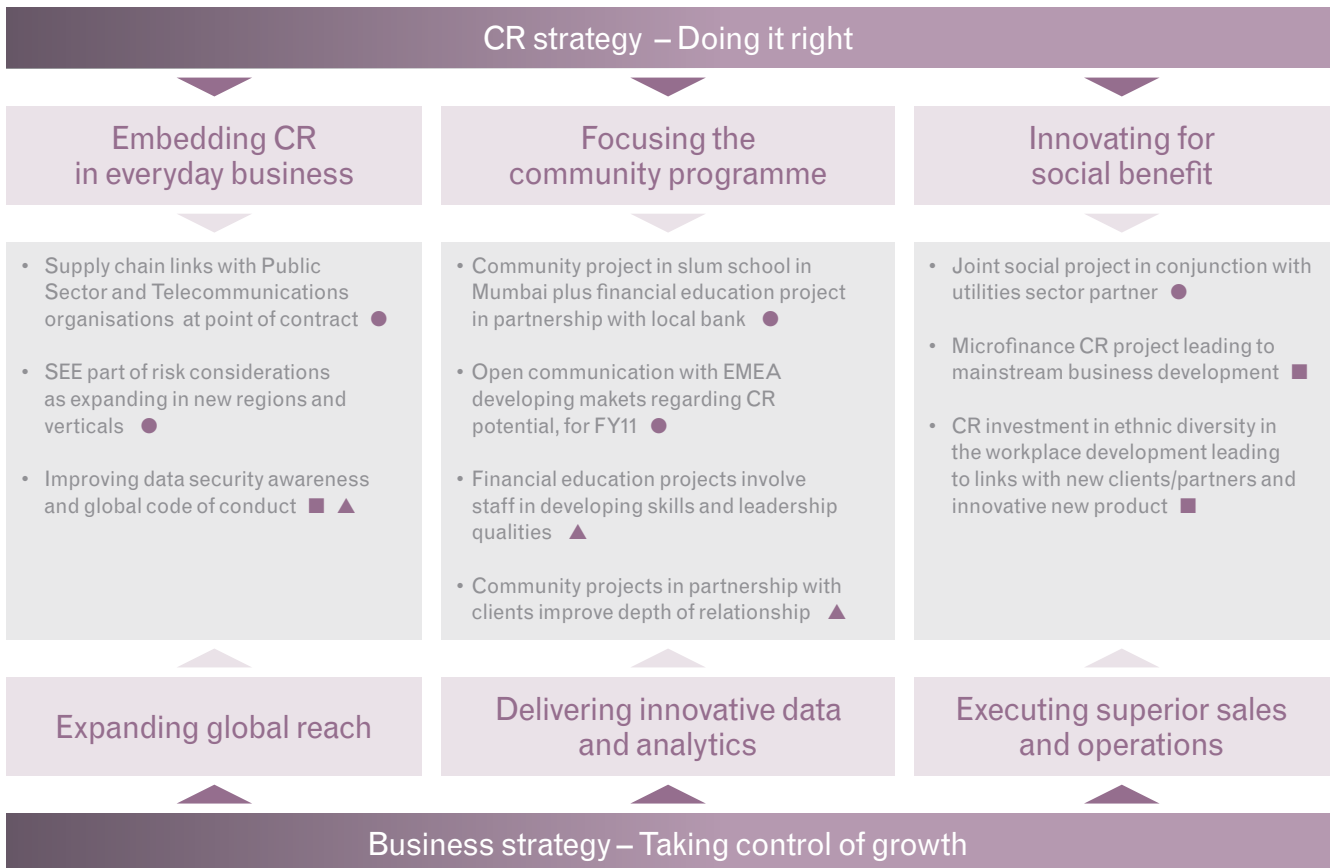 CR strategy – Doing it right
Embedding CR
in everyday business
Focusing the
community programme
Innovating for
social benefit
• Supply chain links with Public
Sector and Telecommunications
organisations at point of contract ●
• SEE part of risk considerations
as expanding in new regions and
verticals ●
• Improving data security awareness
and global code of conduct ■ ▲
• Community project in slum school in
Mumbai plus financial education project
in partnership with local bank ●
• Open communication with EMEA
developing makets regarding CR
potential, for FY11 ●
• Financial education projects involve
staff in developing skills and leadership
qualities ▲
• Community projects in partnership with
clients improve depth of relationship ▲
• Joint social project in conjunction with
utilities sector partner ●
• Microfinance CR project leading to
mainstream business development ■
• CR investment in ethnic diversity in
the workplace development leading
to links with new clients/partners and
innovative new product ■
Expanding global reach
Delivering innovative data
and analytics
Executing superior sales
and operations
Business strategy – Taking control of growth